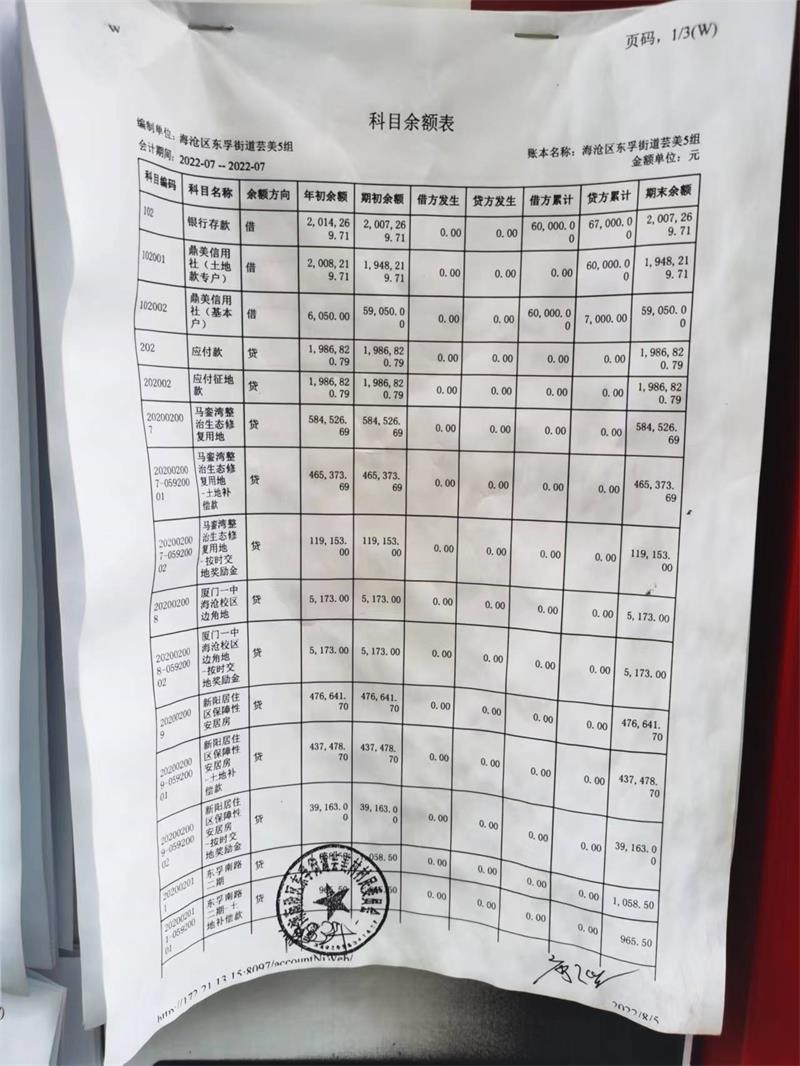 W
页码，1/3(W)
科目余额表
编制单位：海沧区东孚街道芸美5组
账本名称：海沧区东孚街道芸美5组
会计期间：2022-07 -- 2022-07
金额单位：元
科目编码 科目名称 余额方向 年初余额 期初余额 借方发生 贷方发生 借方累计 贷方累计 期末余额
102 银行存款 借 2,014,269.71 2,007,269.71 0.00 0.00 60,000.00 67,000.00 2,007,269.71
102001 鼎美信用社（土地款专户） 借 2,008,219.71 1,948,219.71 0.00 0.00 0.00 60,000.00 1,948,219.71
102002 鼎美信用社（基本户） 借 6,050.00 59,050.00 0.00 0.00 60,000.00 7,000.00 59,050.00
202 应付款 贷 1,986,820.79 1,986,820.79 0.00 0.00 0.00 0.00 1,986,820.79
202002 应付征地款 贷 1,986,820.79 1,986,820.79 0.00 0.00 0.00 0.00 1,986,820.79
202002007 马銮湾整治生态修复用地 贷 584,526.69 584,526.69 0.00 0.00 0.00 0.00 584,526.69
202002007-05920001 马銮湾整治生态修复用地-土地补偿款 贷 465,373.69 465,373.69 0.00 0.00 0.00 0.00 465,373.69
202002007-05920002 马銮湾整治生态修复用地-按时交地奖励金 贷 119,153.00 119,153.00 0.00 0.00 0.00 0.00 119,153.00
202002008 厦门一中海沧校区边角地 贷 5,173.00 5,173.00 0.00 0.00 0.00 0.00 5,173.00
202002008-05920002 厦门一中海沧校区边角地-按时交地奖励金 贷 5,173.00 5,173.00 0.00 0.00 0.00 0.00 5,173.00
202002009 新阳居住区保障性安居房 贷 476,641.70 476,641.70 0.00 0.00 0.00 0.00 476,641.70
202002009-05920001 新阳居住区保障性安居房-土地补偿款 贷 437,478.70 437,478.70 0.00 0.00 0.00 0.00 437,478.70
202002009-05920002 新阳居住区保障性安居房-按时交地奖励金 贷 39,163.00 39,163.00 0.00 0.00 0.00 0.00 39,163.00
202002011 东孚南路二期 贷 1,058.50 0.00 0.00 0.00 0.00 1,058.50
202002011-05920001 东孚南路二期-土地补偿款 贷 0.00 0.00 0.00 0.00 965.50
http://172.21.13.15:8097/accountNtWeb/
2022/8/5